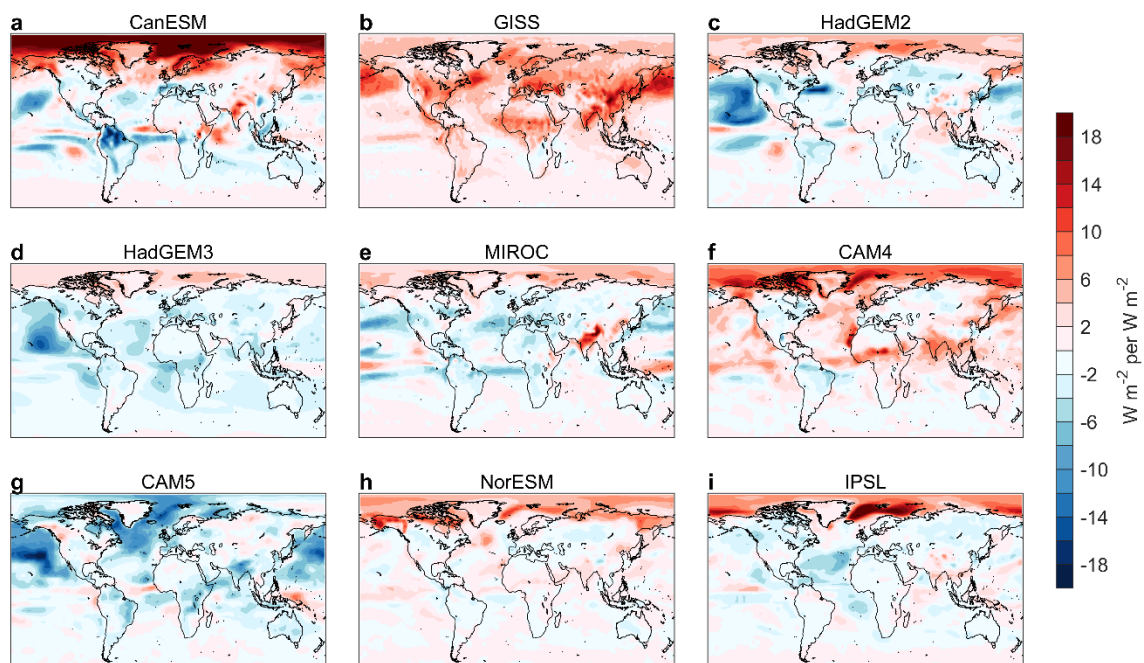 a CanESM
b GISS
c HadGEM2
d HadGEM3
e MIROC
f CAM4
g CAM5
h NorESM
i IPSL
18
14
10
6
2
-2
-6
-10
-14
-18
W m⁻² per W m⁻²